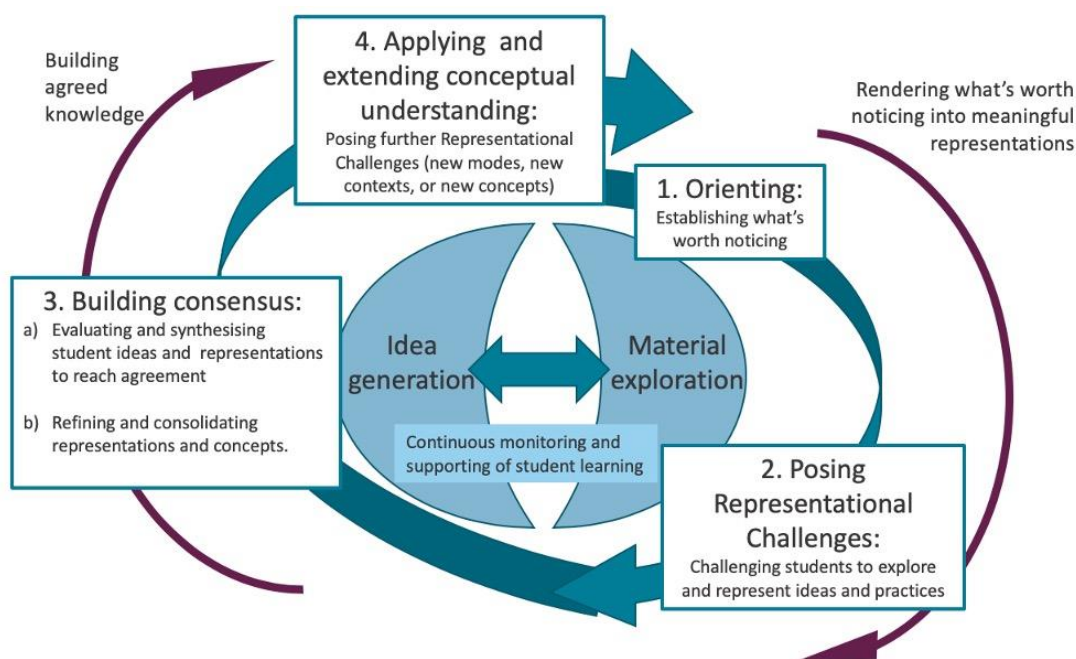 Building
agreed
knowledge
4. Applying and
extending conceptual
understanding:
Posing further Representational
Challenges (new modes, new
contexts, or new concepts)
Rendering what's worth
noticing into meaningful
representations
1. Orienting:
Establishing what's
worth noticing
3. Building consensus:
a) Evaluating and synthesising
student ideas and representations
to reach agreement
b) Refining and consolidating
representations and concepts.
Idea
generation
Material
exploration
Continuous monitoring and
supporting of student learning
2. Posing
Representational
Challenges:
Challenging students to explore
and represent ideas and practices